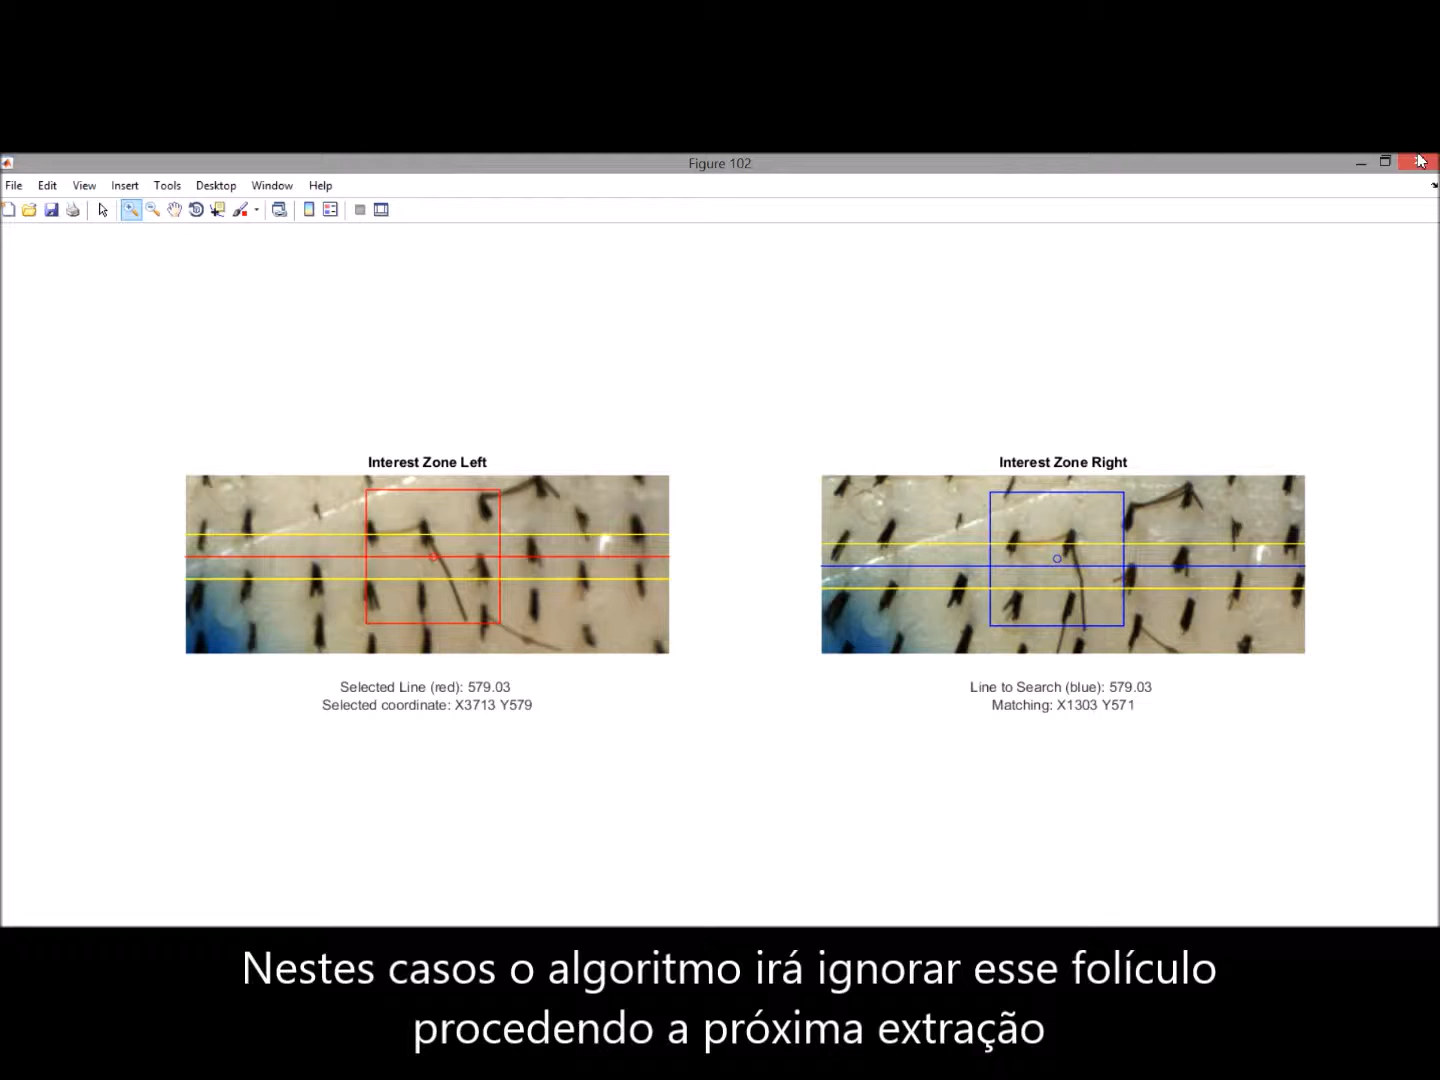 Figure 102
File Edit View Insert Tools Desktop Window Help
Interest Zone Left
Interest Zone Right
Selected Line (red): 579.03
Selected coordinate: X3713 Y579
Line to Search (blue): 579.03
Matching: X1303 Y571
Nestes casos o algoritmo irá ignorar esse folículo
procedendo a próxima extração